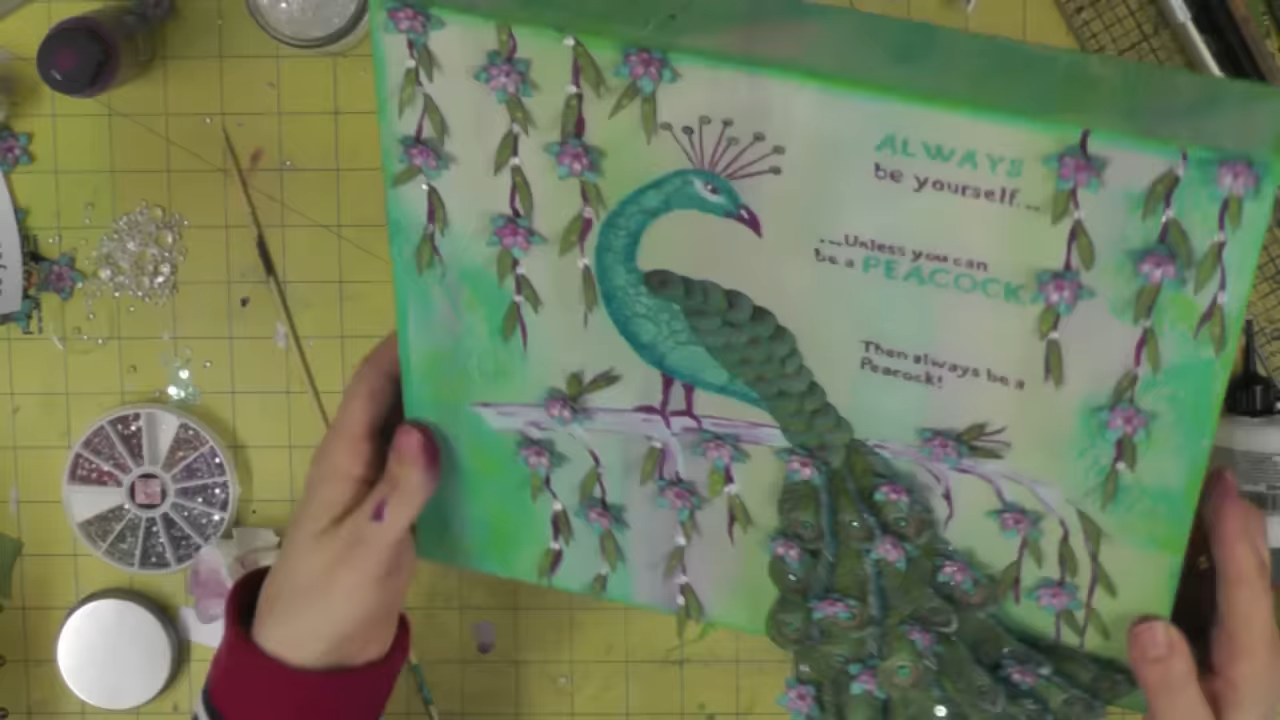 ALWAYS
be yourself...
...Unless you can
be a PEACOCK
Then always be a
Peacock!